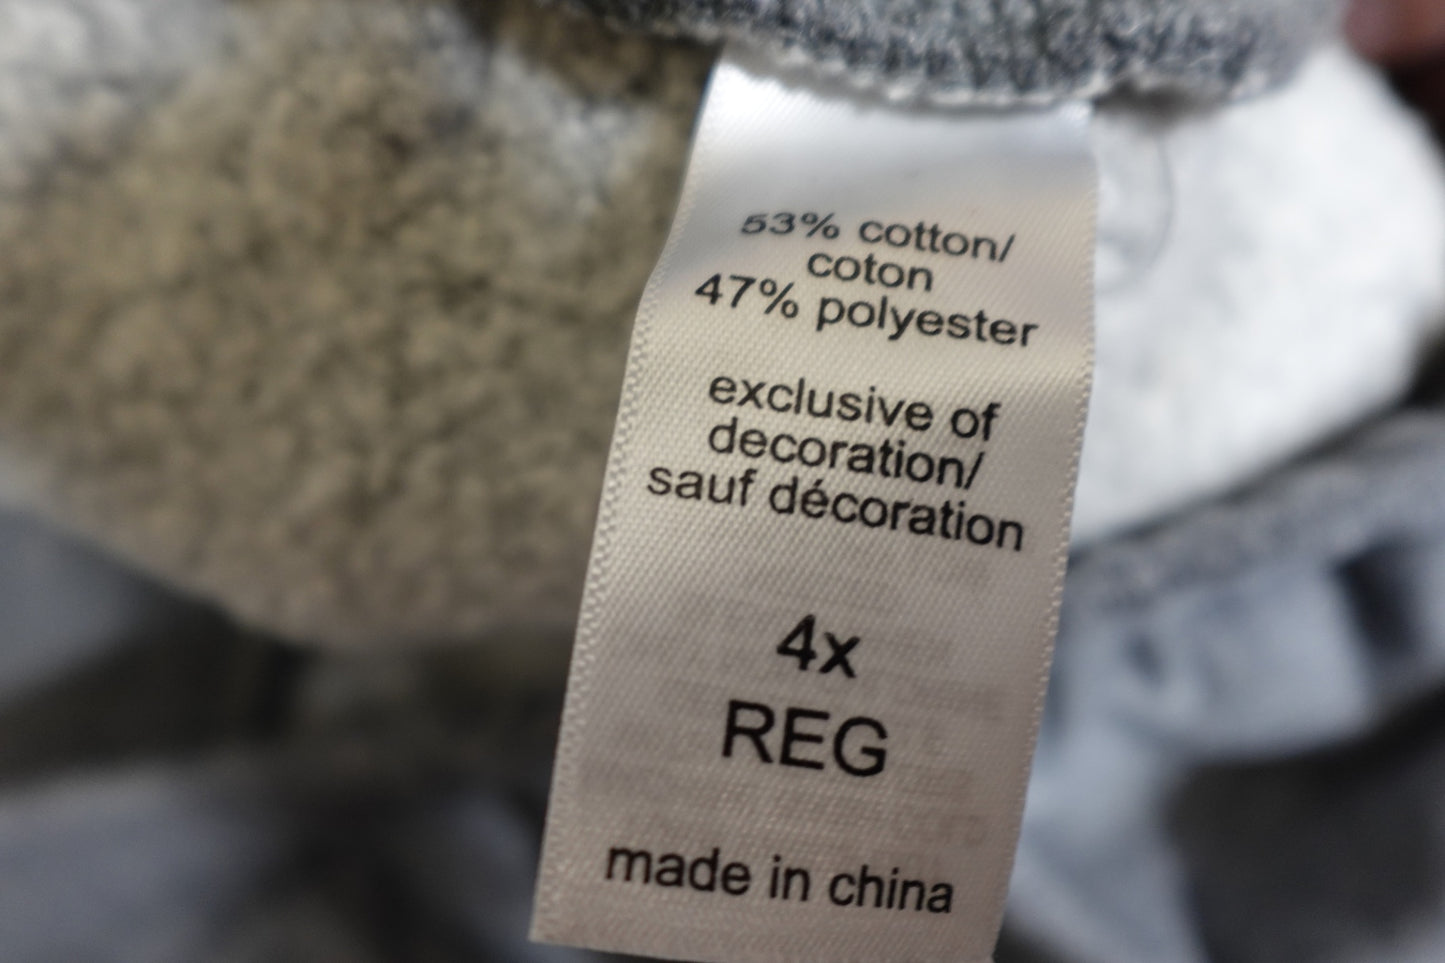 53% cotton/
coton
47% polyester
exclusive of
decoration/
sauf décoration
4x
REG
made in china